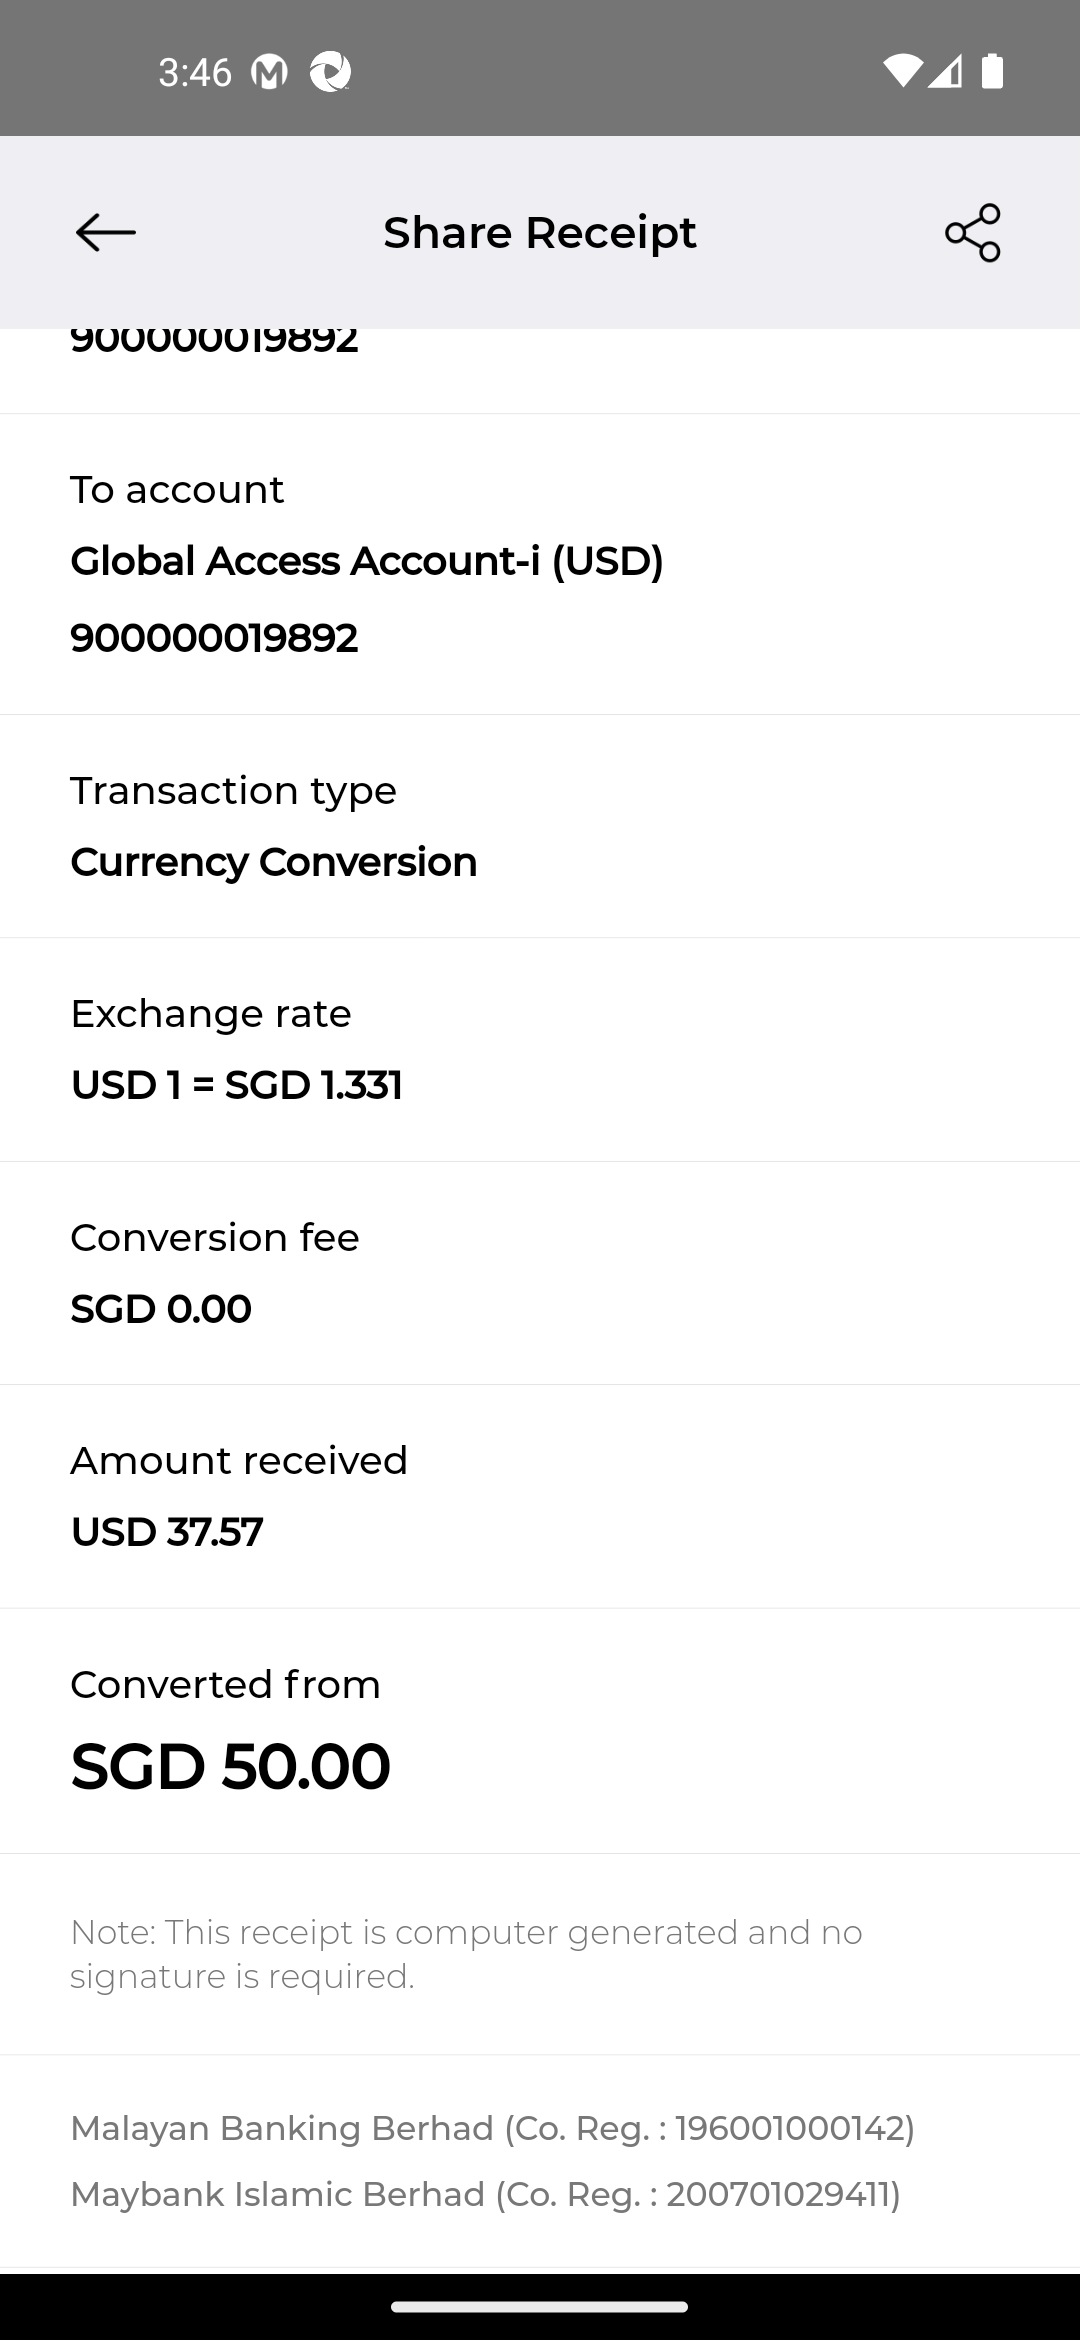 3:46
Share Receipt
900000019892
To account
Global Access Account-i (USD)
900000019892
Transaction type
Currency Conversion
Exchange rate
USD 1 = SGD 1.331
Conversion fee
SGD 0.00
Amount received
USD 37.57
Converted from
SGD 50.00
Note: This receipt is computer generated and no
signature is required.
Malayan Banking Berhad (Co. Reg. : 196001000142)
Maybank Islamic Berhad (Co. Reg. : 200701029411)